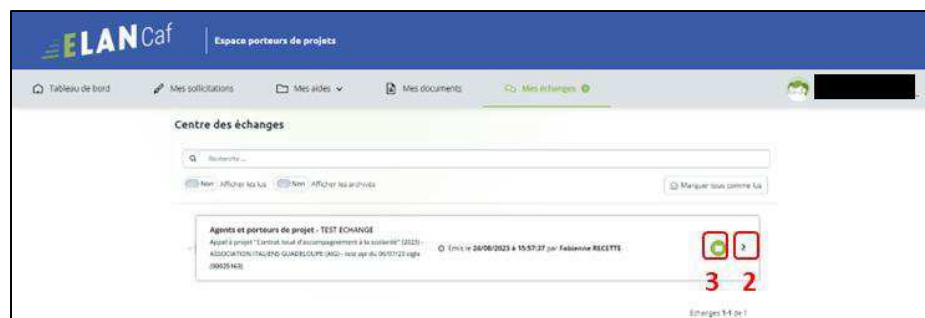 ELAN Caf
Espace porteurs de projets
Tableau de bord
Mes sollicitations
Mes aides
Mes documents
Mes échanges
Centre des échanges
Recherche ...
Non Afficher les lus
Non Afficher les archivés
Marquer tous comme lus
Agents et porteurs de projet - TEST ECHANGE
Appel à projet "Contrat local d'accompagnement à la scolarité" (2023) -
ASSOCIATION ITALIENS GUADELOUPE (AIG) - test api du 06/07/23 sigle
(00025163)
Émis le 24/08/2023 à 15:57:37 par Fabienne RECETTE
3
2
Échanges 1-1 de 1